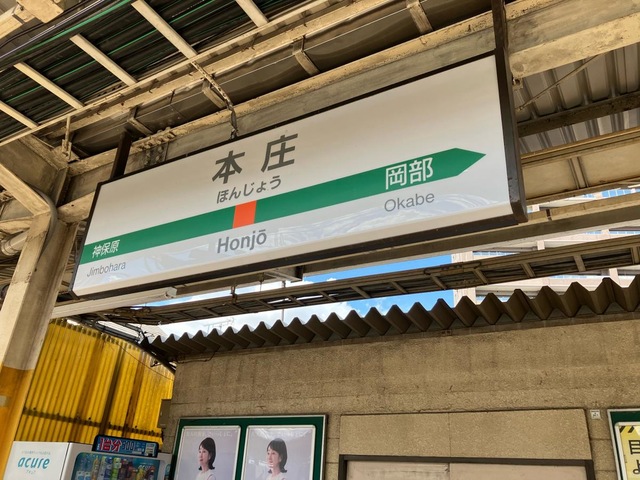 本庄
ほんじょう
神保原
岡部
Jimbohara
Honjō
Okabe
acure